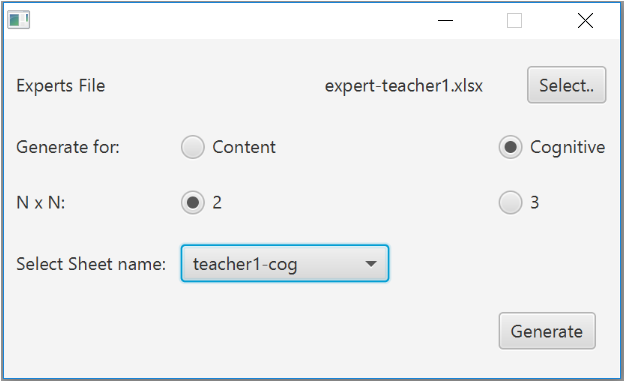 Experts File expert-teacher1.xlsx Select..
Generate for: Content Cognitive
N x N: 2 3
Select Sheet name: teacher1-cog
Generate